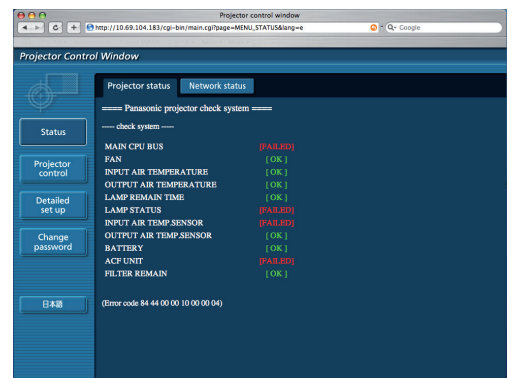 Projector control window
http://10.69.104.183/cgi-bin/main.cgi?page=MENU_STATUS&lang=e
Google
Projector Control Window
Projector status Network status
==== Panasonic projector check system ====
----- check system -----
Status
MAIN CPU BUS [FAILED]
FAN [ OK ]
INPUT AIR TEMPERATURE [ OK ]
OUTPUT AIR TEMPERATURE [ OK ]
LAMP REMAIN TIME [ OK ]
LAMP STATUS [FAILED]
INPUT AIR TEMP.SENSOR [FAILED]
OUTPUT AIR TEMP.SENSOR [ OK ]
BATTERY [ OK ]
ACF UNIT [FAILED]
FILTER REMAIN [ OK ]
Projector
control
Detailed
set up
Change
password
日本語
(Error code 84 44 00 00 10 00 00 04)